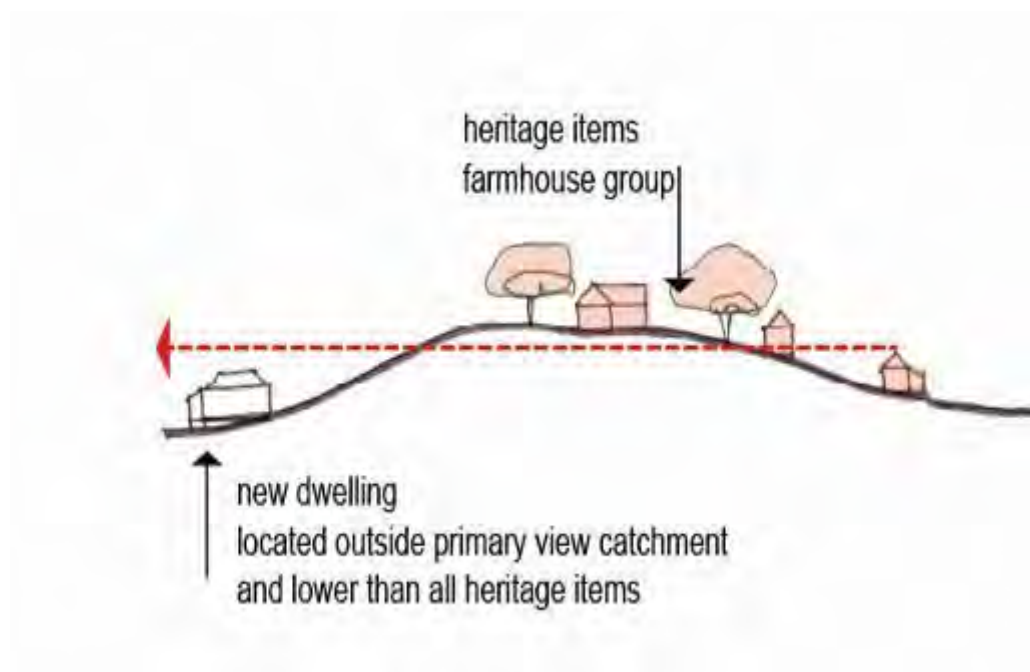 heritage items
farmhouse group
new dwelling
located outside primary view catchment
and lower than all heritage items